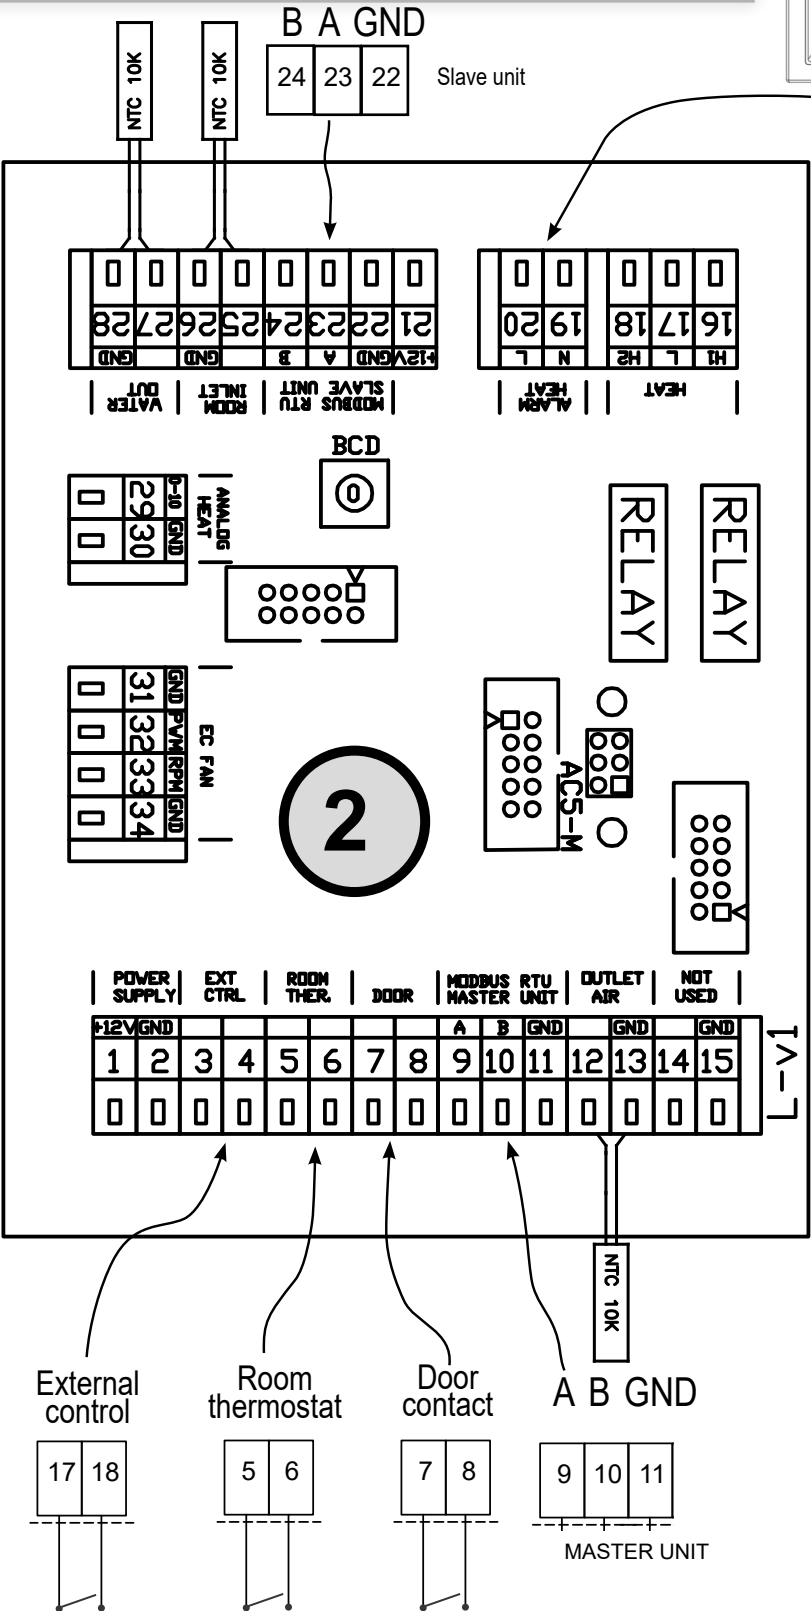 B A GND
24 23 22 Slave unit
NTC 10K
NTC 10K
28 27 26 25 24 23 22 21
GND GND B A GND +12V
WATER OUT
ROOM INLET
MODBUS RTU
SLAVE UNIT
20 19 18 17 16
L N H2 L H1
ALARM HEAT
HEAT
BCD
0
29 0-10
30 GND
ANALOG HEAT
RELAY
RELAY
31 GND
32 PWM
33 RPM
34 GND
EC FAN
2
AC5-M
POWER SUPPLY
EXT CTRL
ROOM THER.
DOOR
MODBUS RTU
MASTER UNIT
OUTLET AIR
NOT USED
+12V GND A B GND GND GND
1 2 3 4 5 6 7 8 9 10 11 12 13 14 15
L-V1
NTC 10K
External
control
17 18
Room
thermostat
5 6
Door
contact
7 8
A B GND
9 10 11
MASTER UNIT